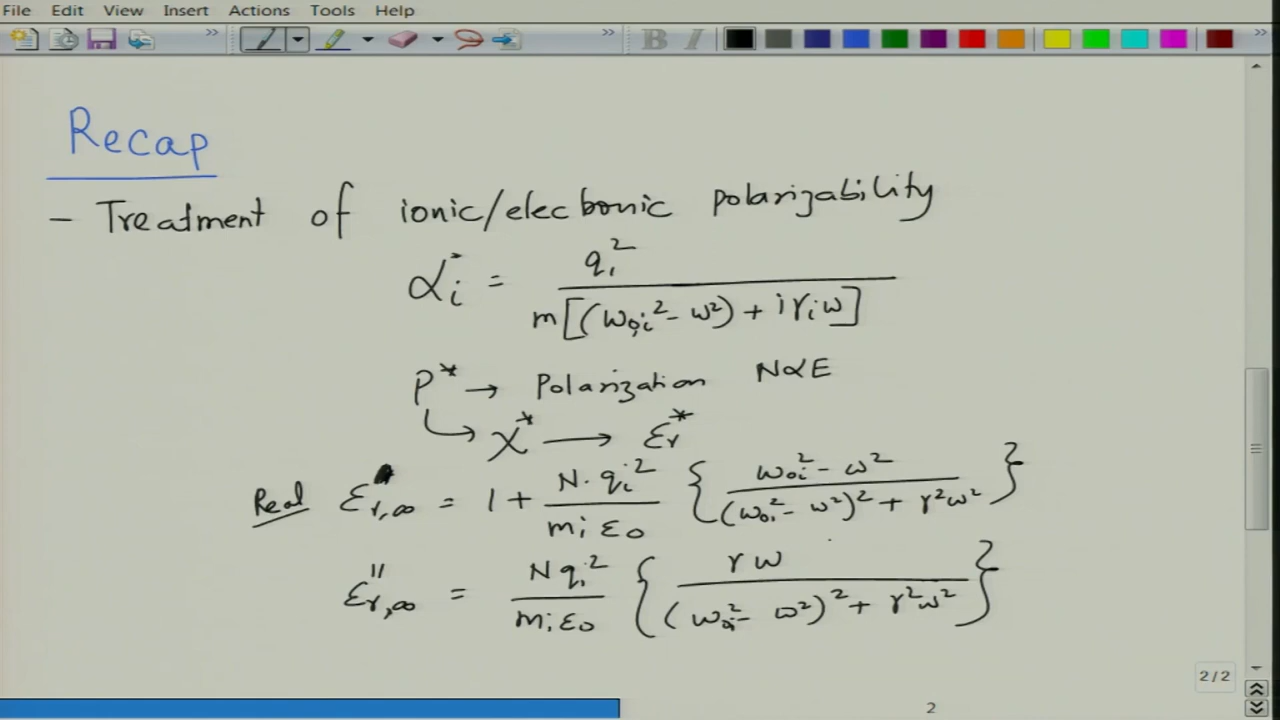 File Edit View Insert Actions Tools Help
Recap
- Treatment of ionic/electronic polarizability
αᵢ* = qᵢ² / m[(ω₀ᵢ² - ω²) + iγᵢω]
P* → Polarization NαE
↳ χ* → εᵣ*
Real εᵣ,∞ = 1 + N·qᵢ² / mᵢε₀ {ω₀ᵢ² - ω² / (ω₀ᵢ² - ω²)² + γ²ω²}
ε''ᵣ,∞ = Nqᵢ² / mᵢε₀ {γω / (ω₀ᵢ² - ω²)² + γ²ω²}
2/2
2